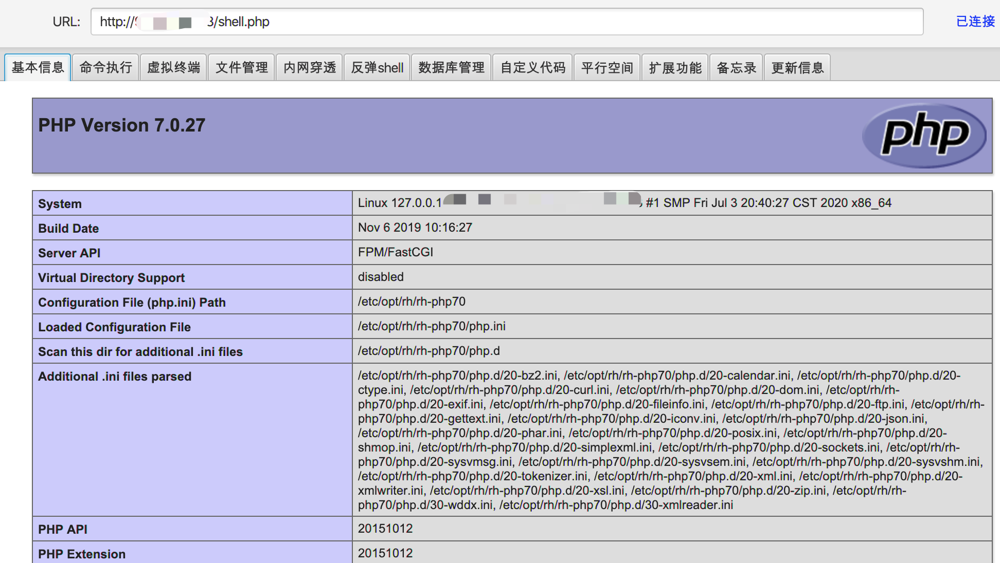 URL: http:// 3/shell.php 已连接
基本信息 命令执行 虚拟终端 文件管理 内网穿透 反弹shell 数据库管理 自定义代码 平行空间 扩展功能 备忘录 更新信息
PHP Version 7.0.27
php
System Linux 127.0.0.1 #1 SMP Fri Jul 3 20:40:27 CST 2020 x86_64
Build Date Nov 6 2019 10:16:27
Server API FPM/FastCGI
Virtual Directory Support disabled
Configuration File (php.ini) Path /etc/opt/rh/rh-php70
Loaded Configuration File /etc/opt/rh/rh-php70/php.ini
Scan this dir for additional .ini files /etc/opt/rh/rh-php70/php.d
Additional .ini files parsed /etc/opt/rh/rh-php70/php.d/20-bz2.ini, /etc/opt/rh/rh-php70/php.d/20-calendar.ini, /etc/opt/rh/rh-php70/php.d/20-
ctype.ini, /etc/opt/rh/rh-php70/php.d/20-curl.ini, /etc/opt/rh/rh-php70/php.d/20-dom.ini, /etc/opt/rh/rh-
php70/php.d/20-exif.ini, /etc/opt/rh/rh-php70/php.d/20-fileinfo.ini, /etc/opt/rh/rh-php70/php.d/20-ftp.ini, /etc/opt/rh/rh-
php70/php.d/20-gettext.ini, /etc/opt/rh/rh-php70/php.d/20-iconv.ini, /etc/opt/rh/rh-php70/php.d/20-json.ini,
/etc/opt/rh/rh-php70/php.d/20-phar.ini, /etc/opt/rh/rh-php70/php.d/20-posix.ini, /etc/opt/rh/rh-php70/php.d/20-
shmop.ini, /etc/opt/rh/rh-php70/php.d/20-simplexml.ini, /etc/opt/rh/rh-php70/php.d/20-sockets.ini, /etc/opt/rh/rh-
php70/php.d/20-sysvmsg.ini, /etc/opt/rh/rh-php70/php.d/20-sysvsem.ini, /etc/opt/rh/rh-php70/php.d/20-sysvshm.ini,
/etc/opt/rh/rh-php70/php.d/20-tokenizer.ini, /etc/opt/rh/rh-php70/php.d/20-xml.ini, /etc/opt/rh/rh-php70/php.d/20-
xmlwriter.ini, /etc/opt/rh/rh-php70/php.d/20-xsl.ini, /etc/opt/rh/rh-php70/php.d/20-zip.ini, /etc/opt/rh/rh-
php70/php.d/30-wddx.ini, /etc/opt/rh/rh-php70/php.d/30-xmlreader.ini
PHP API 20151012
PHP Extension 20151012